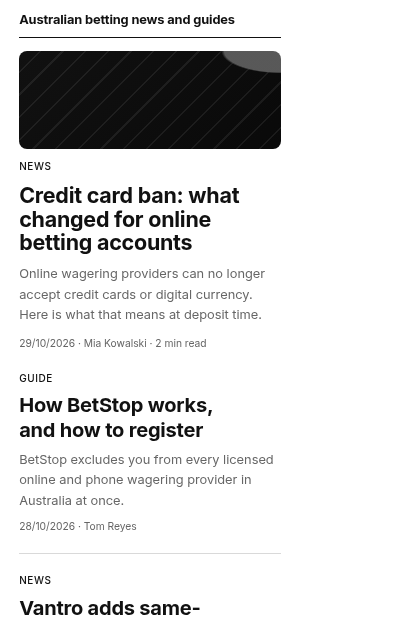 Australian betting news and guides
NEWS
Credit card ban: what
changed for online
betting accounts
Online wagering providers can no longer
accept credit cards or digital currency.
Here is what that means at deposit time.
29/10/2026 · Mia Kowalski · 2 min read
GUIDE
How BetStop works,
and how to register
BetStop excludes you from every licensed
online and phone wagering provider in
Australia at once.
28/10/2026 · Tom Reyes
NEWS
Vantro adds same-